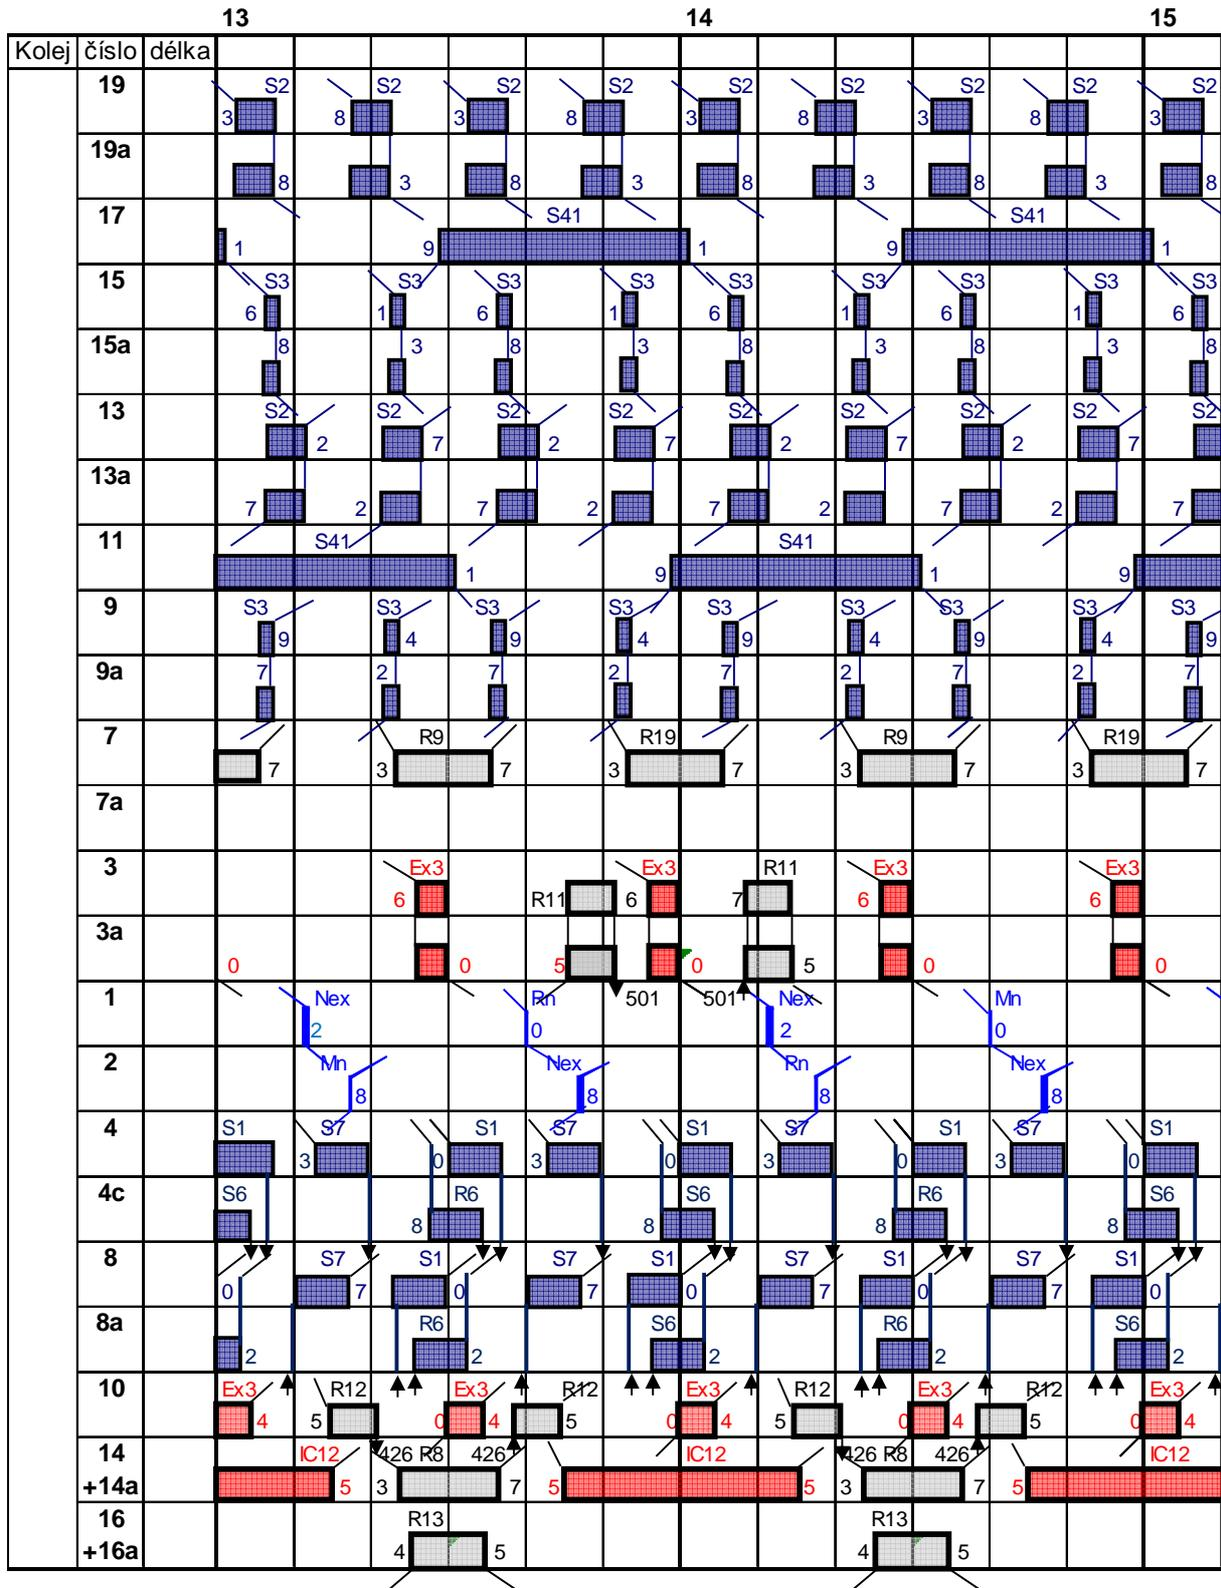 13 14 15
Kolej číslo délka
19 S2 S2 S2 S2 S2 S2 S2 S2 S2
3 8 3 8 3 8 3 8 3
19a 8 3 8 3 8 3 8 3 8
17 S41 S41
1 9 1 9 1
15 S3 S3 S3 S3 S3 S3 S3 S3 S3
6 1 6 1 6 1 6 1 6
15a 8 3 8 3 8 3 8 3 8
13 S2 S2 S2 S2 S2 S2 S2 S2 S2
2 7 2 7 2 7 2 7
13a 7 2 7 2 7 2 7 2 7
11 S41 S41
1 9 1 9
9 S3 S3 S3 S3 S3 S3 S3 S3 S3
9 4 9 4 9 4 9 4 9
9a 7 2 7 2 7 2 7 2 7
7 R9 R19 R9 R19
7 3 7 3 7 3 7 3 7
7a
3 Ex3 Ex3 R11 Ex3 Ex3
6 R11 6 7 6 6
3a
0 0 5 0 5 0 0
1 Nex Rn 501 501 Nex Mn
2 0 2 0
2 Mn Nex Rn Nex
8 8 8 8
4 S1 S7 S1 S7 S1 S7 S1 S7 S1
3 0 3 0 3 0 3 0
4c S6 R6 S6 R6 S6
8 8 8 8
8 S7 S1 S7 S1 S7 S1 S7 S1
0 7 0 7 0 7 0 7 0
8a R6 S6 R6 S6
2 2 2 2 2
10 Ex3 R12 Ex3 R12 Ex3 R12 Ex3 R12 Ex3
4 5 0 4 5 0 4 5 0 4 5 0 4
14 IC12 426 R8 426 IC12 426 R8 426 IC12
+14a 5 3 7 5 5 3 7 5
16 R13 R13
+16a 4 5 4 5